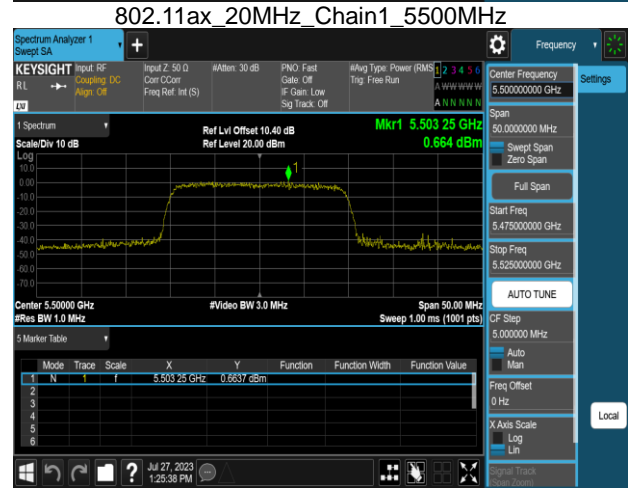 802.11ax_20MHz_Chain1_5500MHz
Spectrum Analyzer 1
Swept SA
+
Frequency
KEYSIGHT
RL
LXI
Input: RF
Coupling: DC
Align: Off
Input Z: 50 Ω
Corr CCorr
Freq Ref: Int (S)
#Atten: 30 dB
PNO: Fast
Gate: Off
IF Gain: Low
Sig Track: Off
#Avg Type: Power (RMS
Trig: Free Run
1 2 3 4 5 6
A W W W W W
A N N N N N
1 Spectrum
Scale/Div 10 dB
Ref Lvl Offset 10.40 dB
Ref Level 20.00 dBm
Mkr1 5.503 25 GHz
0.664 dBm
Log
10.0
0.00
-10.0
-20.0
-30.0
-40.0
-50.0
-60.0
-70.0
1
Center 5.50000 GHz
#Res BW 1.0 MHz
#Video BW 3.0 MHz
Span 50.00 MHz
Sweep 1.00 ms (1001 pts)
5 Marker Table
Mode Trace Scale X Y Function Function Width Function Value
1 N 1 f 5.503 25 GHz 0.6637 dBm
2
3
4
5
6
Center Frequency
5.500000000 GHz
Settings
Span
50.0000000 MHz
Swept Span
Zero Span
Full Span
Start Freq
5.475000000 GHz
Stop Freq
5.525000000 GHz
AUTO TUNE
CF Step
5.000000 MHz
Auto
Man
Freq Offset
0 Hz
X Axis Scale
Log
Lin
Local
Signal Track
(Span Zoom)
?
Jul 27, 2023
1:25:38 PM